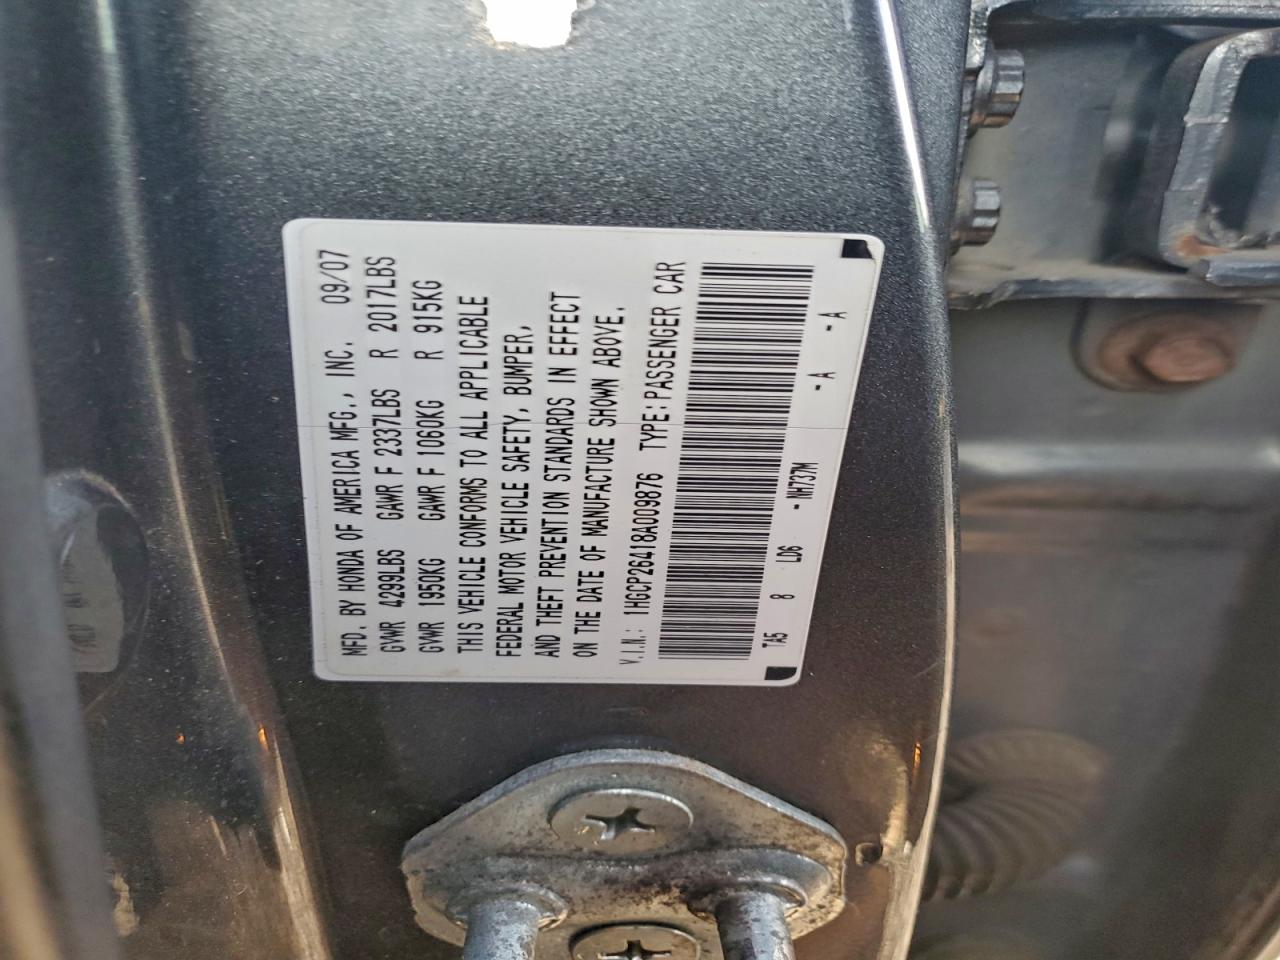 MFD. BY HONDA OF AMERICA MFG., INC. 09/07
GVWR 4299LBS GAWR F 2337LBS R 2017LBS
GVWR 1950KG GAWR F 1060KG R 915KG
THIS VEHICLE CONFORMS TO ALL APPLICABLE
FEDERAL MOTOR VEHICLE SAFETY, BUMPER,
AND THEFT PREVENTION STANDARDS IN EFFECT
ON THE DATE OF MANUFACTURE SHOWN ABOVE.
V.I.N.: 1HGCP26418A009876 TYPE:PASSENGER CAR
TA5 8 LD6 - NH737M - A - A